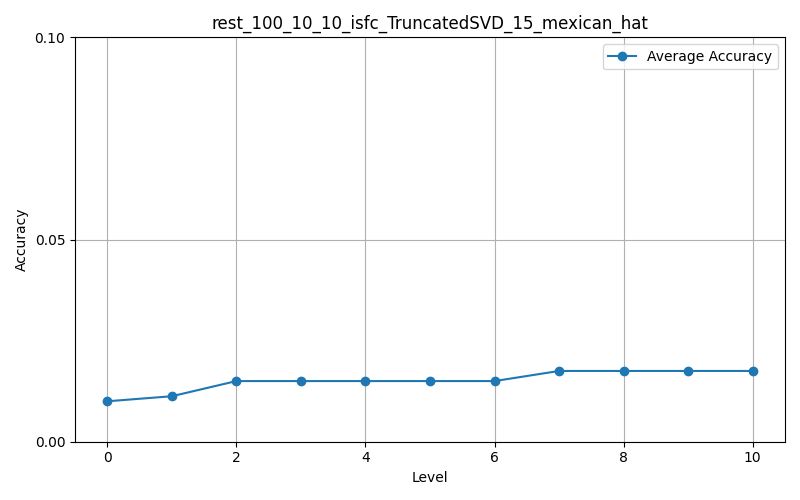 rest_100_10_10_isfc_TruncatedSVD_15_mexican_hat
Average Accuracy
0.10
0.05
0.00
Accuracy
0 2 4 6 8 10
Level